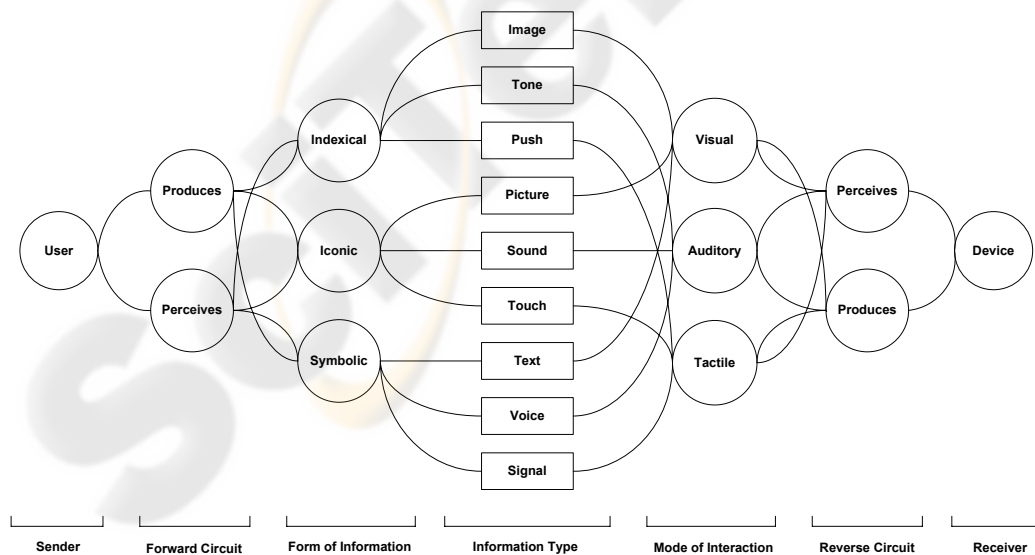 Image
Tone
Indexical
Push
Visual
Produces
Picture
Perceives
User
Iconic
Sound
Auditory
Device
Perceives
Touch
Produces
Symbolic
Text
Tactile
Voice
Signal
Sender
Forward Circuit
Form of Information
Information Type
Mode of Interaction
Reverse Circuit
Receiver